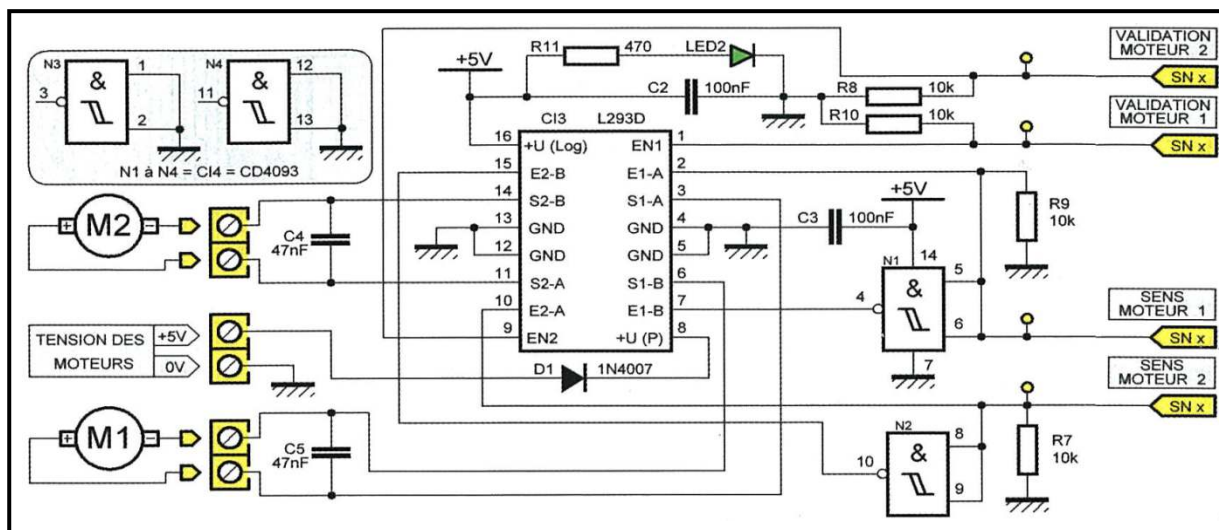 N3
&
3
1
2
N4
&
11
12
13
N1 à N4 = CI4 = CD4093
+5V
R11
470
LED2
C2
100nF
R8
10k
R10
10k
VALIDATION
MOTEUR 2
SN x
VALIDATION
MOTEUR 1
SN x
CI3
L293D
16
+U (Log)
15
E2-B
14
S2-B
13
GND
12
GND
11
S2-A
10
E2-A
9
EN2
1
EN1
2
E1-A
3
S1-A
4
GND
5
GND
6
S1-B
7
E1-B
8
+U (P)
+ M2 -
C4
47nF
TENSION DES
MOTEURS
+5V
0V
D1
1N4007
+ M1 -
C5
47nF
C3
100nF
+5V
R9
10k
N1
14
&
4
5
6
7
SENS
MOTEUR 1
SN x
SENS
MOTEUR 2
SN x
N2
&
10
8
9
R7
10k